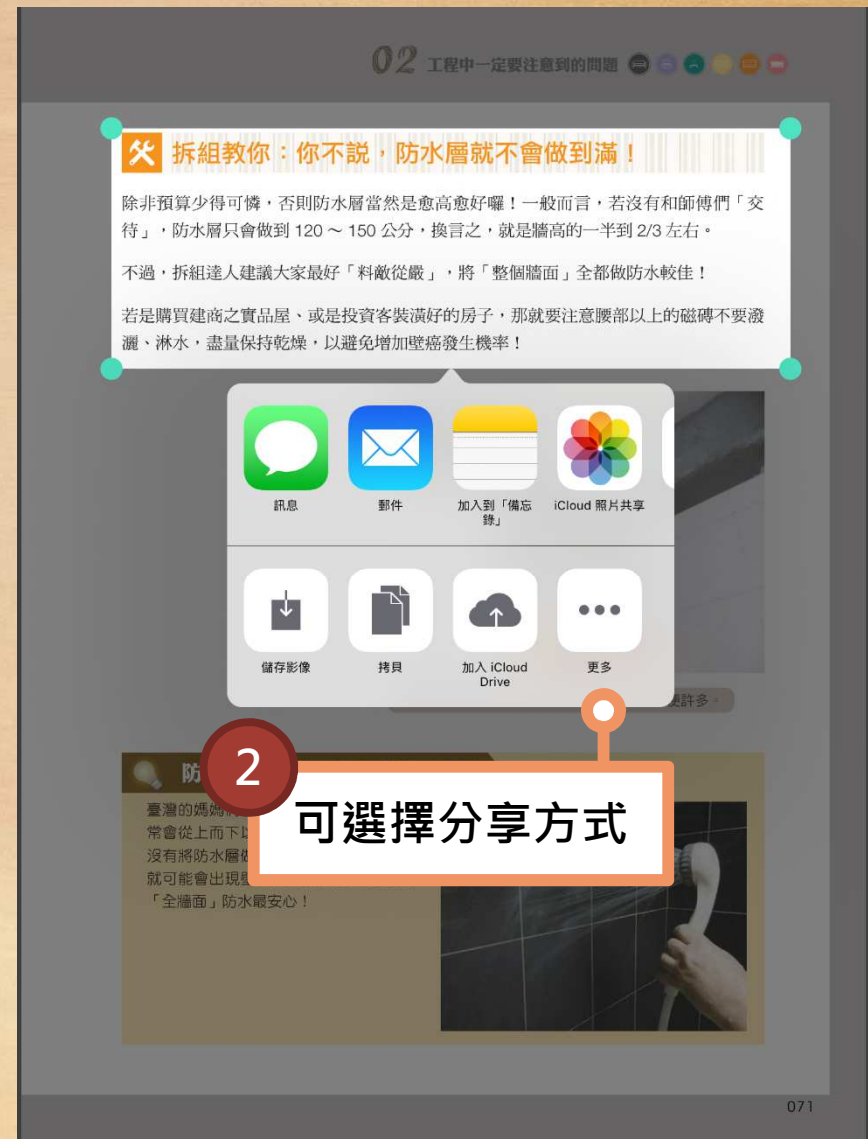 02 工程中一定要注意到的問題
拆組教你：你不説，防水層就不會做到滿！
除非預算少得可憐，否則防水層當然是愈高愈好囉！一般而言，若沒有和師傅們「交
待」，防水層只會做到 120 ～ 150 公分，換言之，就是牆高的一半到 2/3 左右。
不過，拆組達人建議大家最好「料敵從嚴」，將「整個牆面」全都做防水較佳！
若是購買建商之實品屋、或是投資客裝潢好的房子，那就要注意腰部以上的磁磚不要潑
灑、淋水，盡量保持乾燥，以避免增加壁癌發生機率！
訊息
郵件
加入到「備忘
錄」
iCloud 照片共享
儲存影像
拷貝
加入 iCloud
Drive
更多
便許多。
2
可選擇分享方式
防
臺灣的媽媽
常會從上而下以
沒有將防水層做
就可能會出現
「全牆面」防水最安心！
071